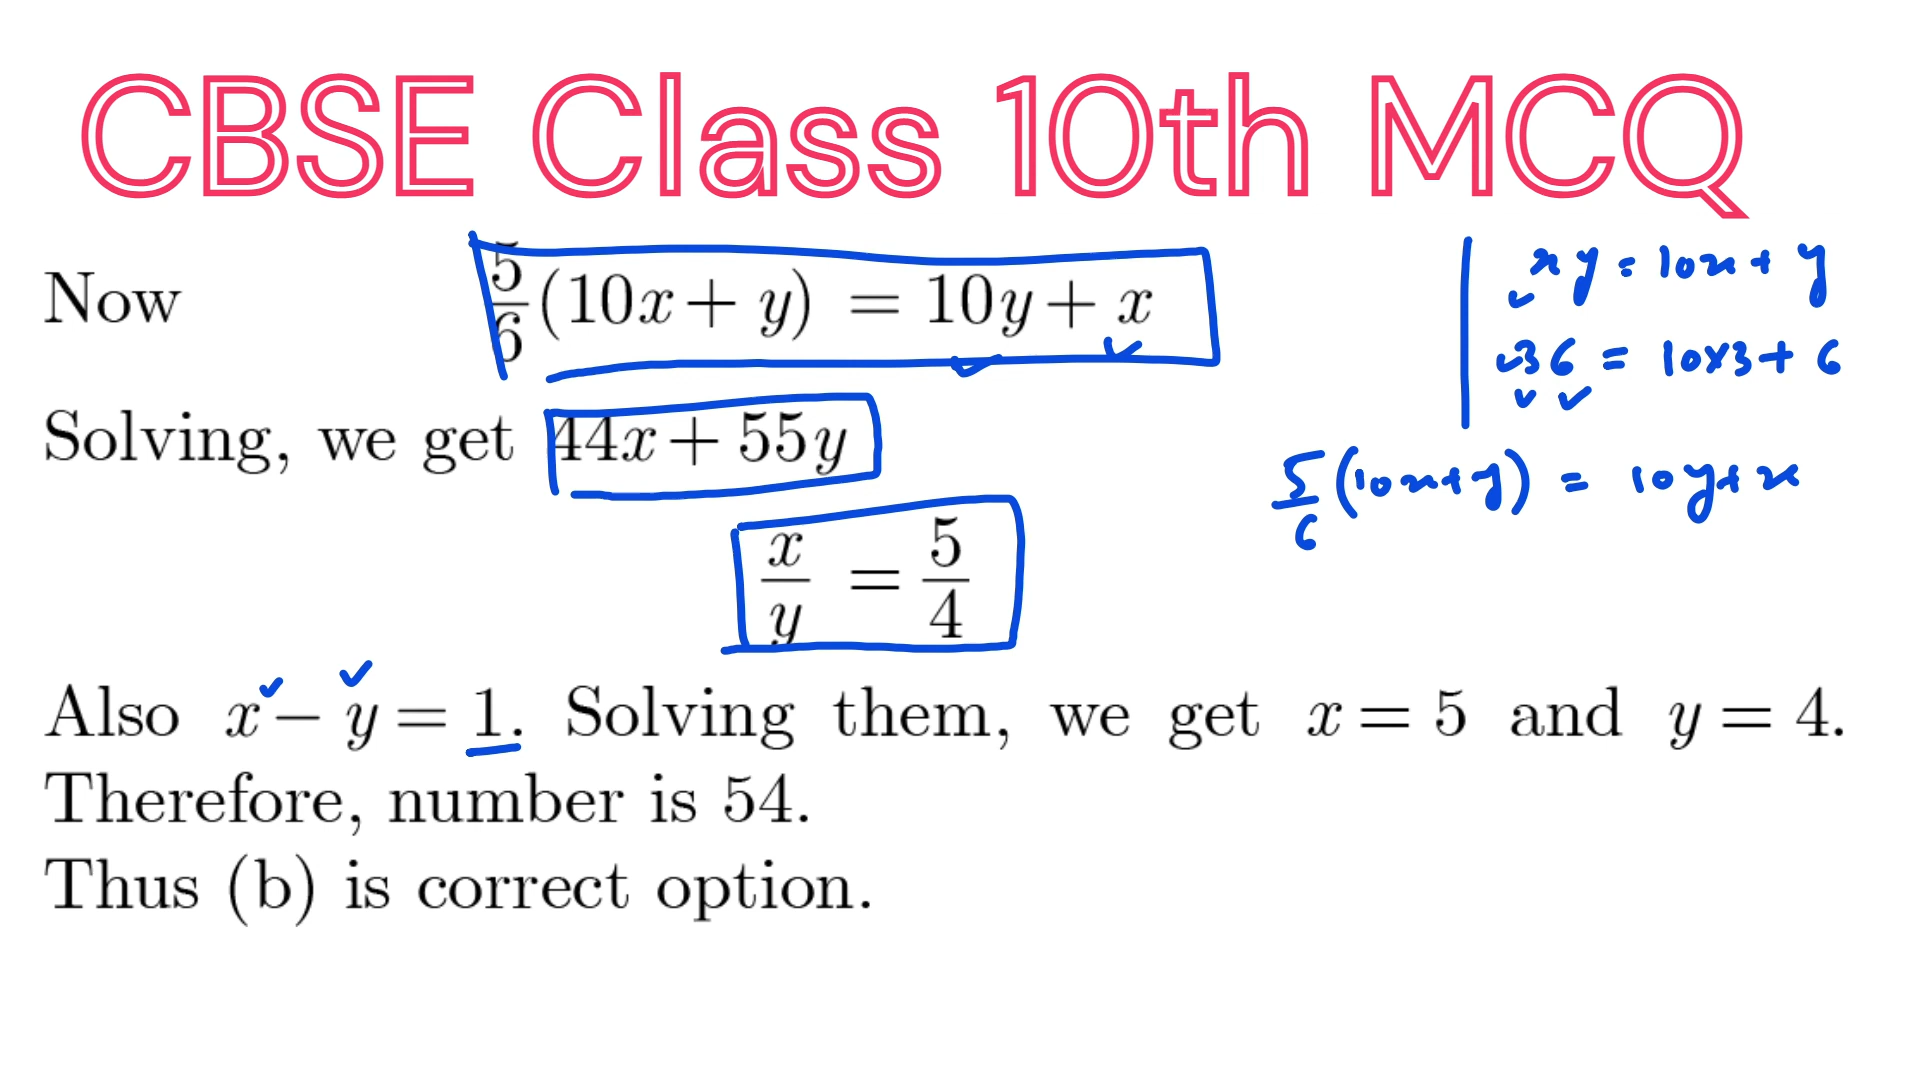 CBSE Class 10th MCQ
Now 5/6 (10x + y) = 10y + x
Solving, we get 44x + 55y
x/y = 5/4
Also x − y = 1. Solving them, we get x = 5 and y = 4.
Therefore, number is 54.
Thus (b) is correct option.
xy = 10x + y
36 = 10×3 + 6
5/6 (10x+y) = 10y+x